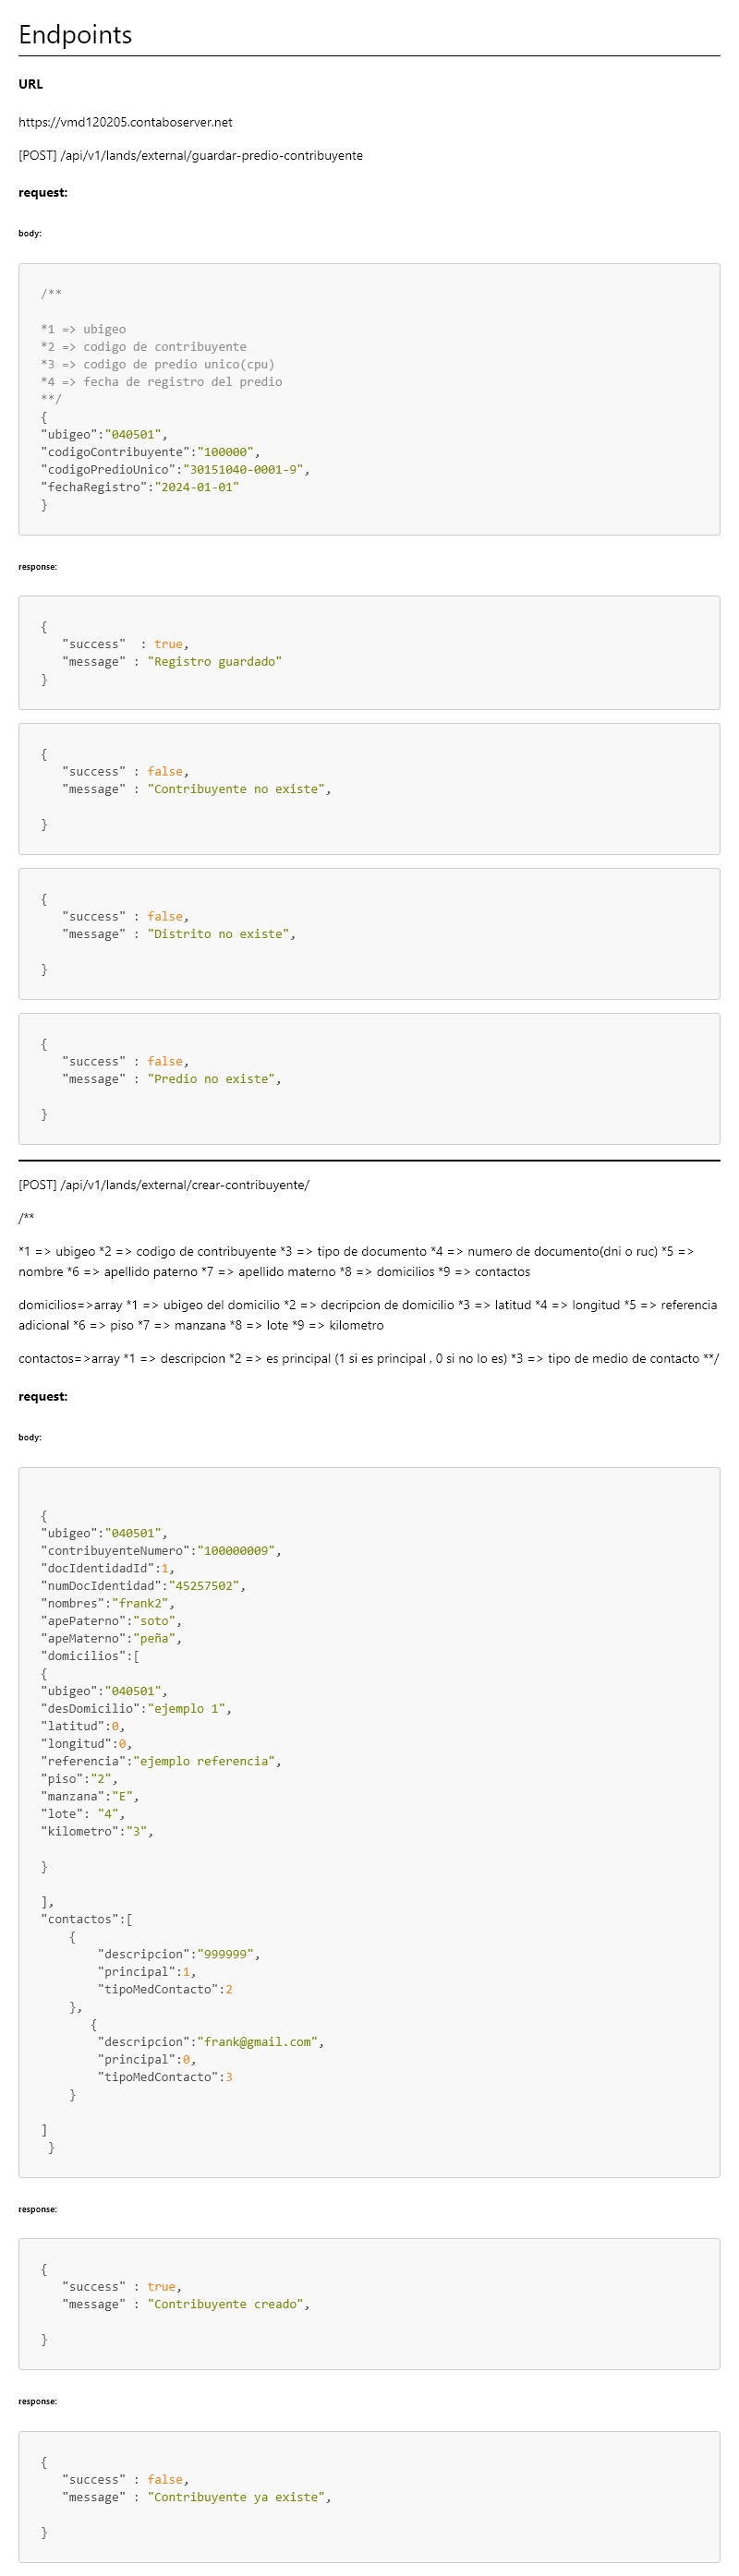 Endpoints
URL
https://vmd120205.contaboserver.net
[POST] /api/v1/lands/external/guardar-predio-contribuyente
request:
body:
/**
*1 => ubigeo
*2 => codigo de contribuyente
*3 => codigo de predio unico(cpu)
*4 => fecha de registro del predio
**/
{
"ubigeo":"040501",
"codigoContribuyente":"100000",
"codigoPredioUnico":"30151040-0001-9",
"fechaRegistro":"2024-01-01"
}
response:
{
"success"  : true,
"message" : "Registro guardado"
}
{
"success" : false,
"message" : "Contribuyente no existe",
}
{
"success" : false,
"message" : "Distrito no existe",
}
{
"success" : false,
"message" : "Predio no existe",
}
[POST] /api/v1/lands/external/crear-contribuyente/
/**
*1 => ubigeo *2 => codigo de contribuyente *3 => tipo de documento *4 => numero de documento(dni o ruc) *5 =>
nombre *6 => apellido paterno *7 => apellido materno *8 => domicilios *9 => contactos
domicilios=>array *1 => ubigeo del domicilio *2 => decripcion de domicilio *3 => latitud *4 => longitud *5 => referencia
adicional *6 => piso *7 => manzana *8 => lote *9 => kilometro
contactos=>array *1 => descripcion *2 => es principal (1 si es principal , 0 si no lo es) *3 => tipo de medio de contacto **/
request:
body:
{
"ubigeo":"040501",
"contribuyenteNumero":"100000009",
"docIdentidadId":1,
"numDocIdentidad":"45257502",
"nombres":"frank2",
"apePaterno":"soto",
"apeMaterno":"peña",
"domicilios":[
{
"ubigeo":"040501",
"desDomicilio":"ejemplo 1",
"latitud":0,
"longitud":0,
"referencia":"ejemplo referencia",
"piso":"2",
"manzana":"E",
"lote": "4",
"kilometro":"3",
}
],
"contactos":[
{
"descripcion":"999999",
"principal":1,
"tipoMedContacto":2
},
{
"descripcion":"frank@gmail.com",
"principal":0,
"tipoMedContacto":3
}
]
}
response:
{
"success" : true,
"message" : "Contribuyente creado",
}
response:
{
"success" : false,
"message" : "Contribuyente ya existe",
}